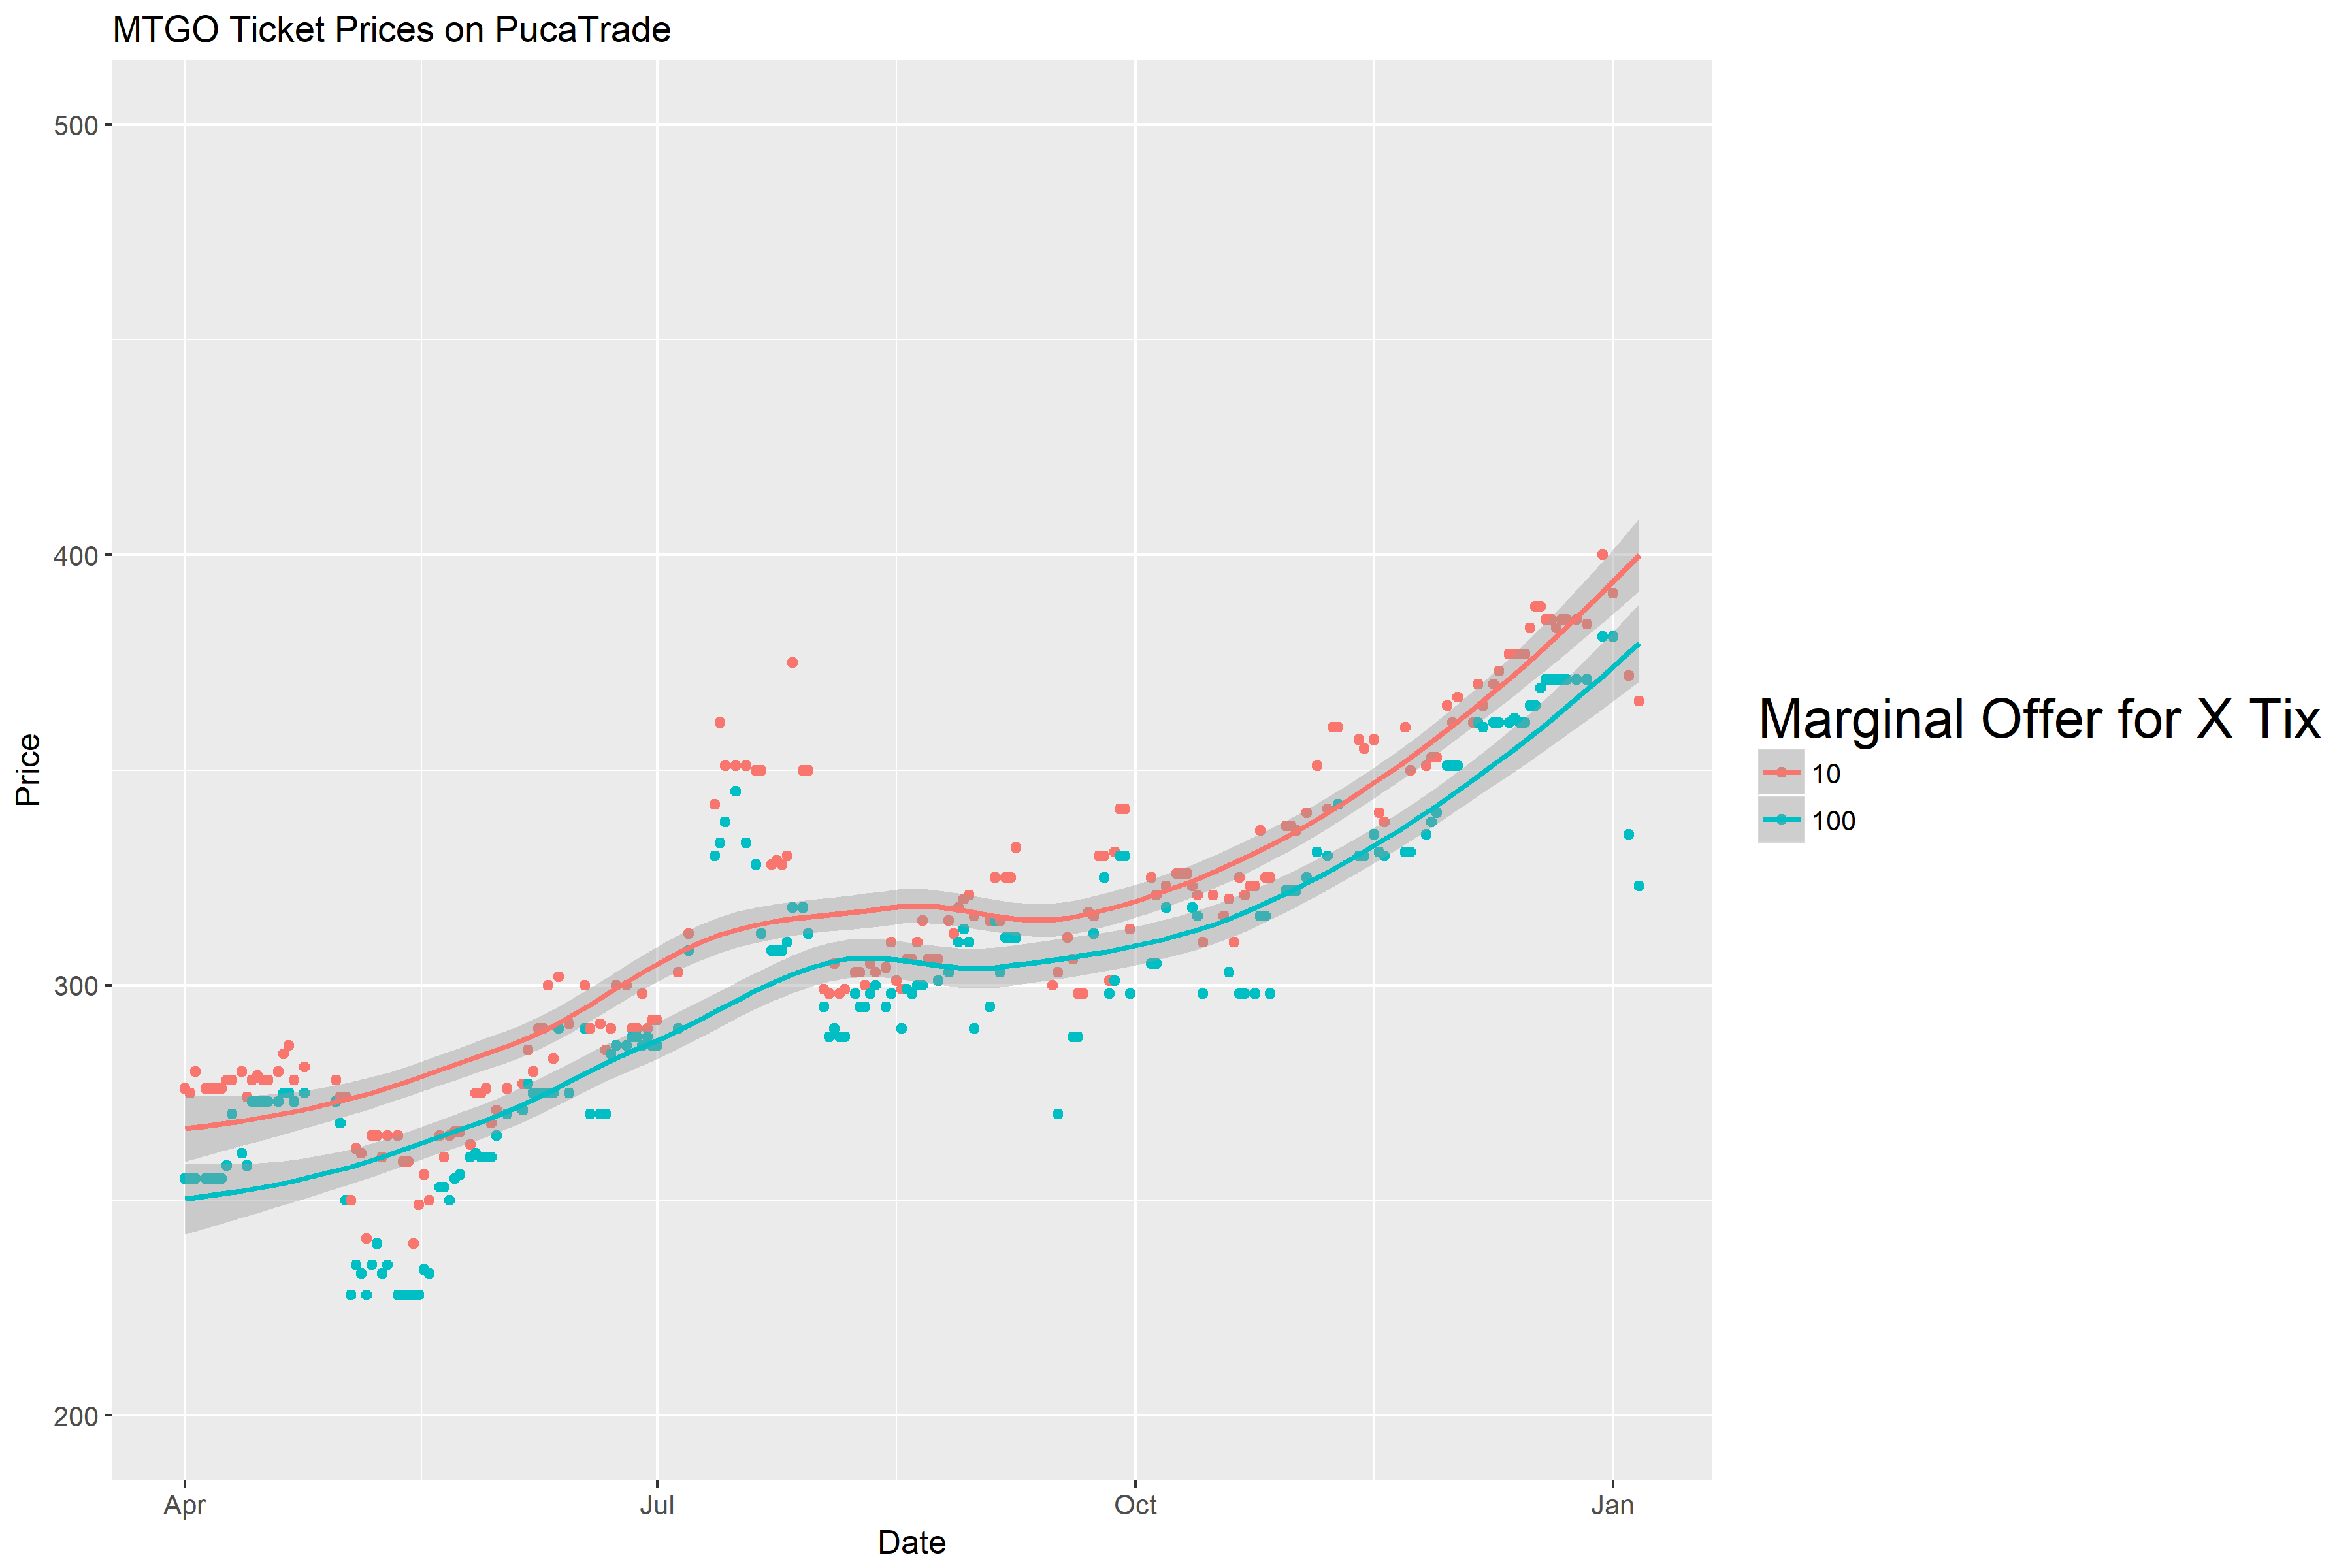 MTGO Ticket Prices on PucaTrade
500
400
300
200
Price
Apr
Jul
Oct
Jan
Date
Marginal Offer for X Tix
10
100